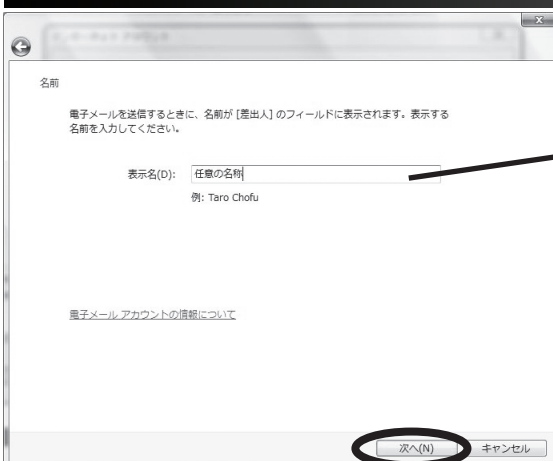 名前
電子メールを送信するときに、名前が [差出人] のフィールドに表示されます。表示する
名前を入力してください。
表示名(D): 任意の名称
例: Taro Chofu
電子メール アカウントの情報について
次へ(N) キャンセル